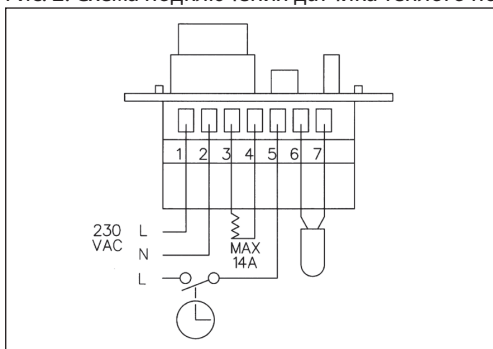 Рис. 2. Схема подключения датчика теплого по
1 2 3 4 5 6 7
230 L
VAC
N
MAX
14A
L